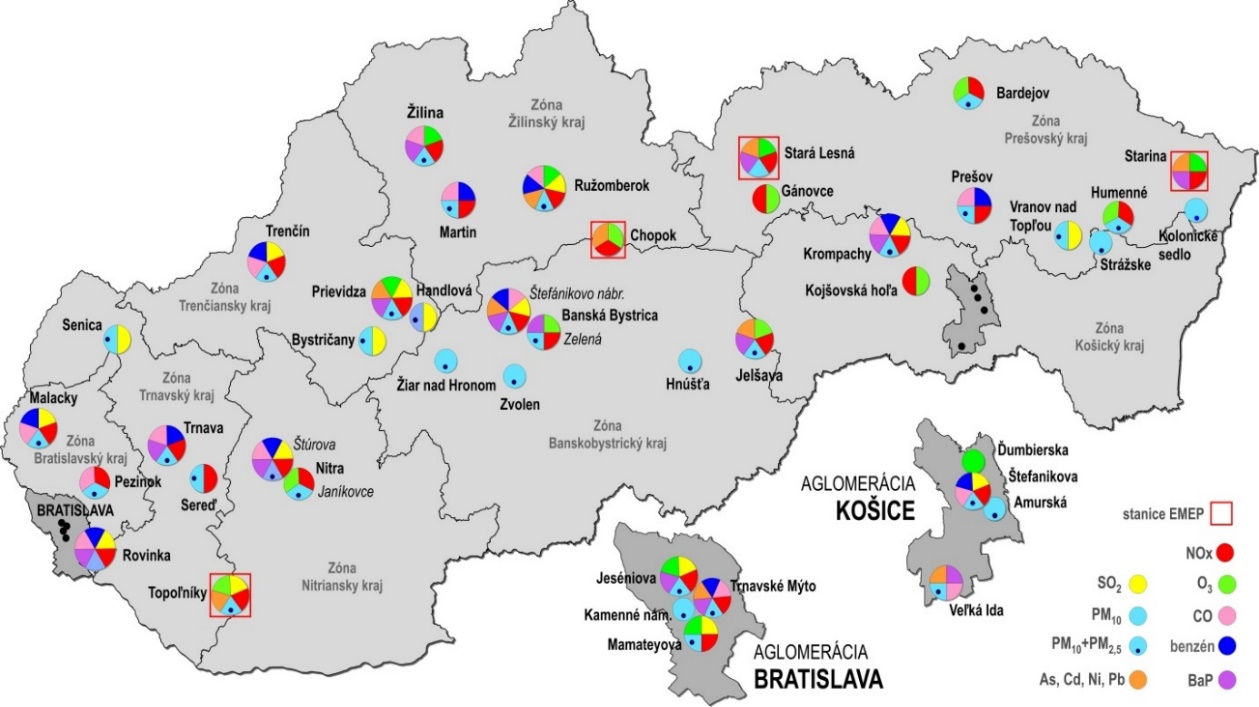 Zóna
Žilinský kraj
Žilina
Ružomberok
Martin
Chopok
Bardejov
Zóna
Prešovský kraj
Stará Lesná
Gánovce
Starina
Prešov
Humenné
Vranov nad
Topľou
Kolonické
sedlo
Strážske
Krompachy
Kojšovská hoľa
Zóna
Košický kraj
Trenčín
Zóna
Trenčiansky kraj
Prievidza
Handlová
Bystričany
Štefánikovo nábr.
Banská Bystrica
Zelená
Žiar nad Hronom
Zvolen
Hnúšťa
Jelšava
Zóna
Banskobystrický kraj
Senica
Zóna
Trnavský kraj
Malacky
Zóna
Bratislavský kraj
Trnava
Pezinok
Sereď
Štúrova
Nitra
Janíkovce
BRATISLAVA
Rovinka
Topoľníky
Zóna
Nitriansky kraj
Jeséniova
Trnavské Mýto
Kamenné nám.
Mamateyova
AGLOMERÁCIA
BRATISLAVA
AGLOMERÁCIA
KOŠICE
Ďumbierska
Štefanikova
Amurská
Veľká Ida
stanice EMEP
NOx
SO2
O3
PM10
CO
PM10+PM2,5
benzén
As, Cd, Ni, Pb
BaP